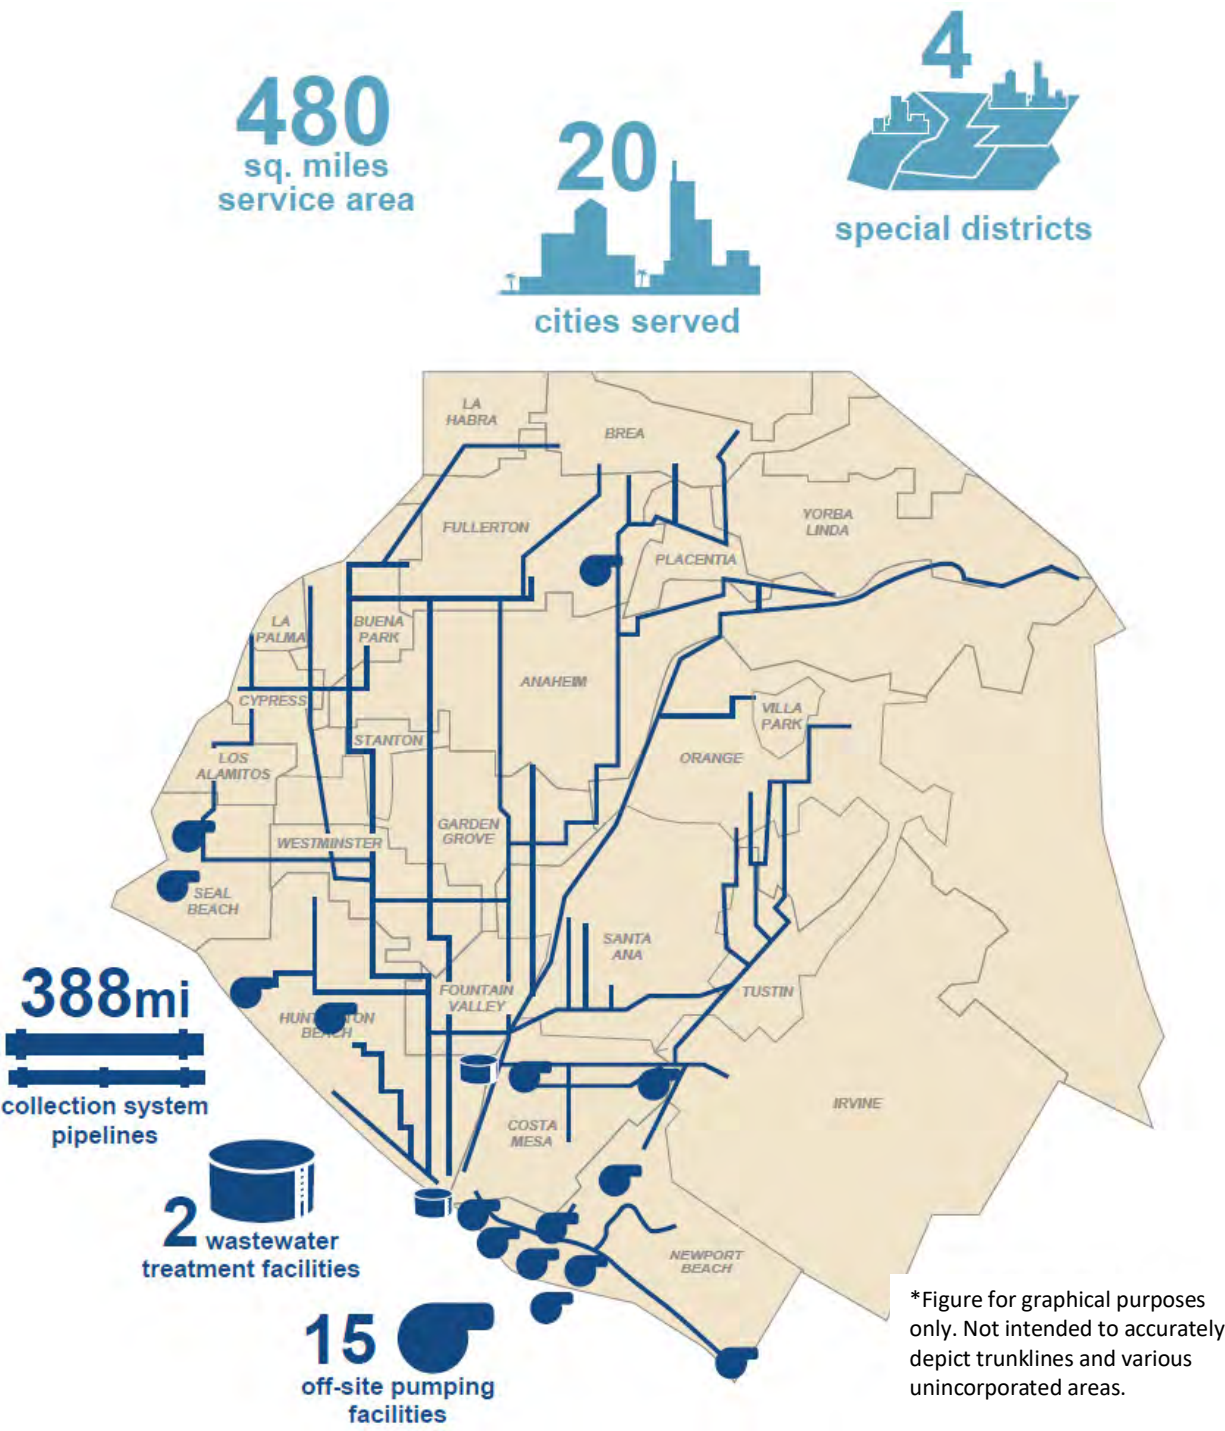 4
480
sq. miles
service area
20
special districts
cities served
LA
HABRA
BREA
FULLERTON
YORBA
LINDA
PLACENTIA
LA
PALMA
BUENA
PARK
ANAHEIM
CYPRESS
VILLA
PARK
STANTON
ORANGE
LOS
ALAMITOS
GARDEN
GROVE
WESTMINSTER
SEAL
BEACH
SANTA
ANA
388mi
FOUNTAIN
VALLEY
TUSTIN
collection system
pipelines
IRVINE
COSTA
MESA
2 wastewater
treatment facilities
NEWPORT
BEACH
15
off-site pumping
facilities
*Figure for graphical purposes
only. Not intended to accurately
depict trunklines and various
unincorporated areas.